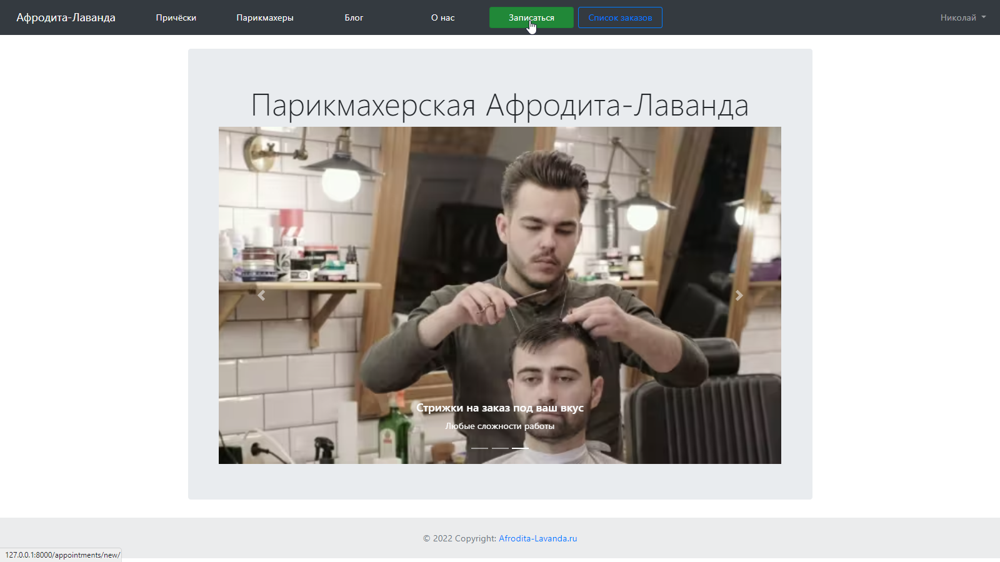 Афродита-Лаванда
Причёски
Парикмахеры
Блог
О нас
Записаться
Список заказов
Николай
Парикмахерская Афродита-Лаванда
Стрижки на заказ под ваш вкус
Любые сложности работы
© 2022 Copyright: Afrodita-Lavanda.ru
127.0.0.1:8000/appointments/new/